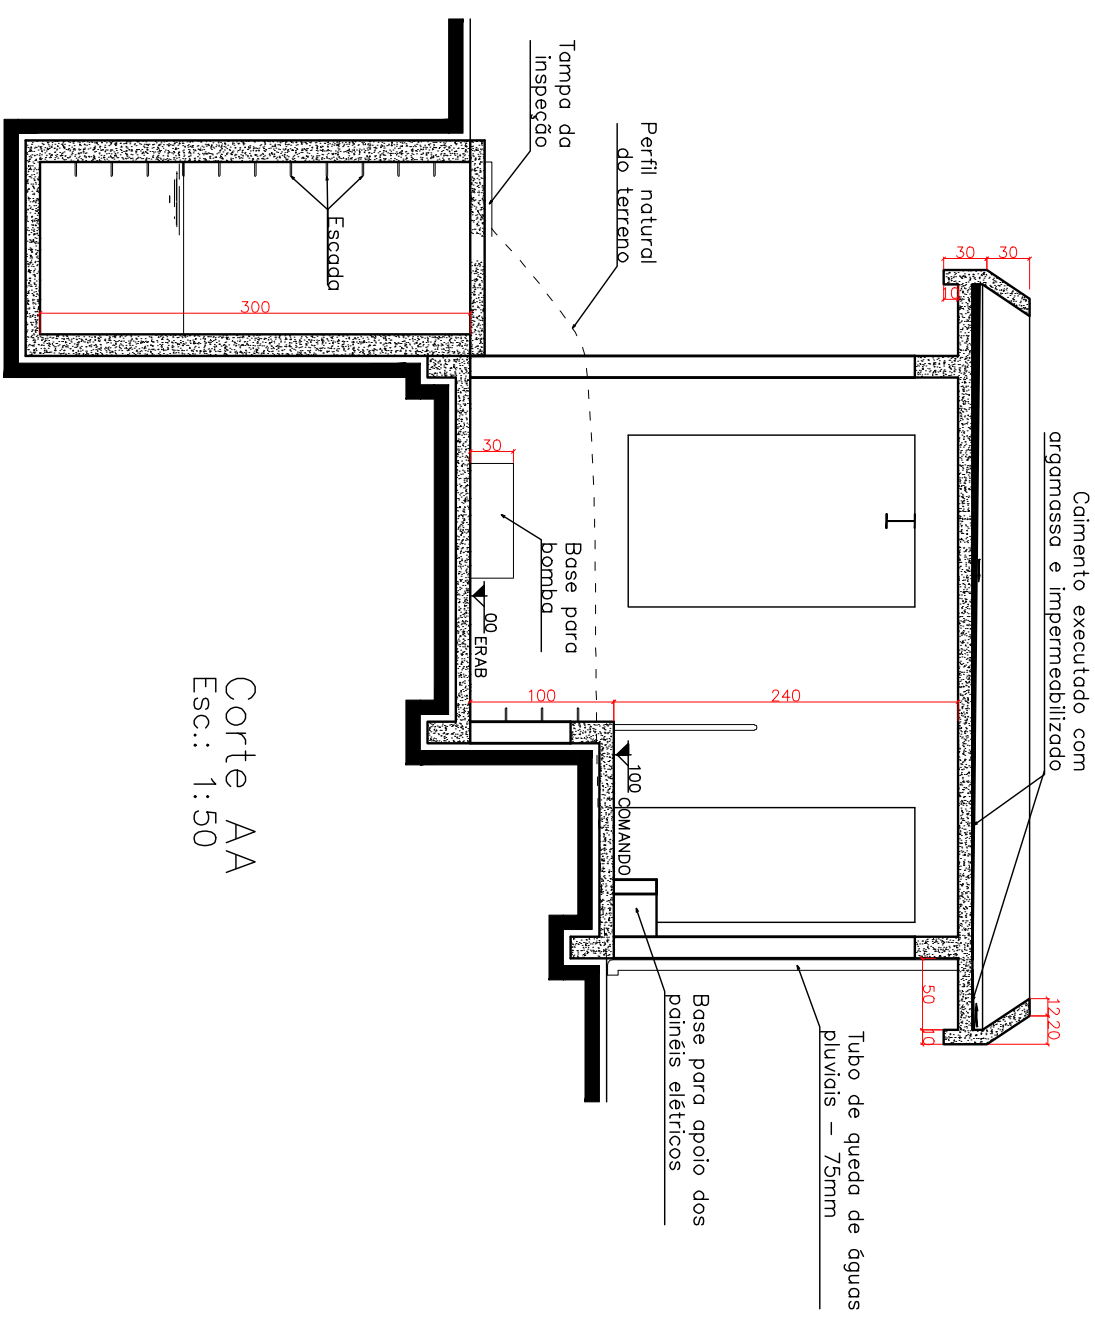 Tampa da
inspeção
Perfil natural
do terreno
Escada
300
30
30
10
Caimento executado com
argamassa e impermeabilizado
30
Base para
bomba
00
ERAB
100
240
100
COMANDO
50
10
12
20
Base para apoio dos
painéis elétricos
Tubo de queda de águas
pluviais - 75mm
Corte AA
Esc.: 1:50